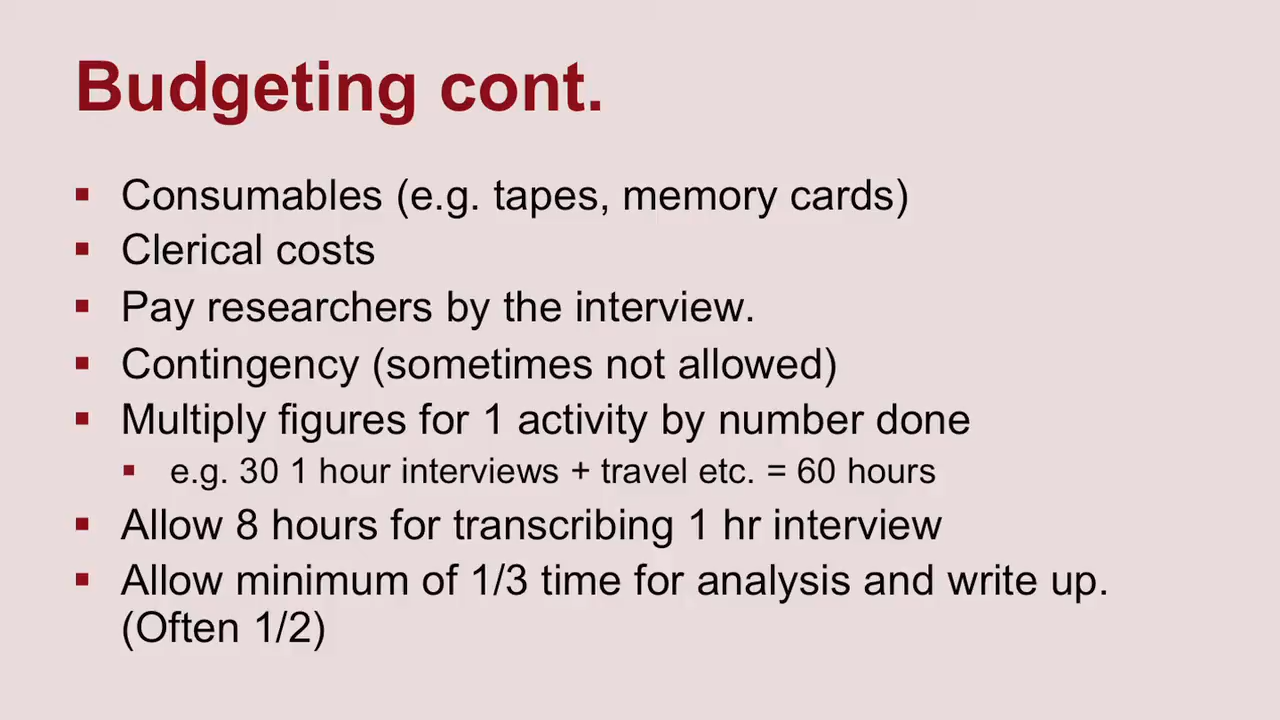 Budgeting cont.
▪ Consumables (e.g. tapes, memory cards)
▪ Clerical costs
▪ Pay researchers by the interview.
▪ Contingency (sometimes not allowed)
▪ Multiply figures for 1 activity by number done
▪ e.g. 30 1 hour interviews + travel etc. = 60 hours
▪ Allow 8 hours for transcribing 1 hr interview
▪ Allow minimum of 1/3 time for analysis and write up.
(Often 1/2)